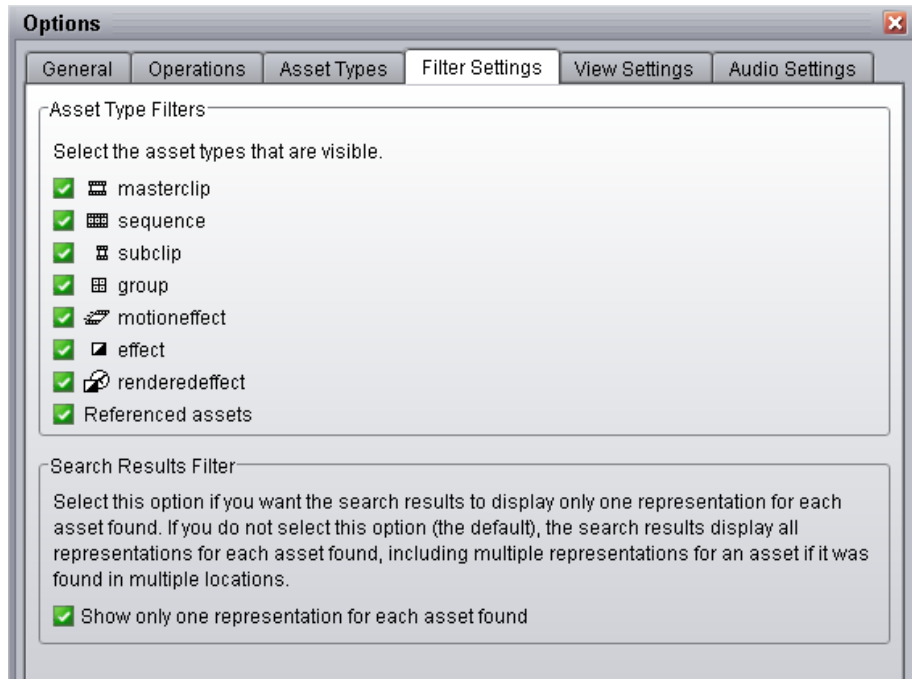 Options
General Operations Asset Types Filter Settings View Settings Audio Settings
Asset Type Filters
Select the asset types that are visible.
masterclip
sequence
subclip
group
motioneffect
effect
renderedeffect
Referenced assets
Search Results Filter
Select this option if you want the search results to display only one representation for each
asset found. If you do not select this option (the default), the search results display all
representations for each asset found, including multiple representations for an asset if it was
found in multiple locations.
Show only one representation for each asset found